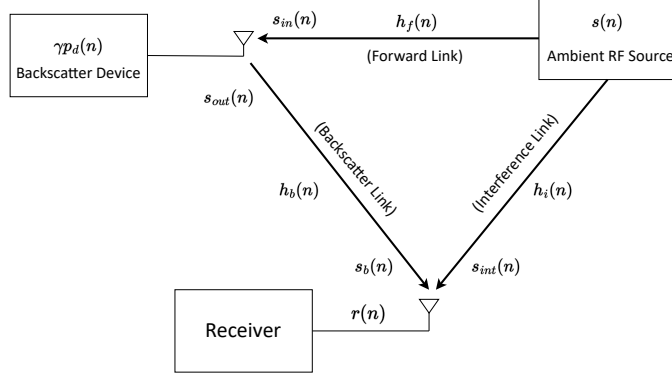 s_{in}(n)
h_f(n)
s(n)
γp_d(n)
(Forward Link)
Ambient RF Source
Backscatter Device
s_{out}(n)
(Backscatter Link)
(Interference Link)
h_b(n)
h_i(n)
s_b(n)
s_{int}(n)
r(n)
Receiver